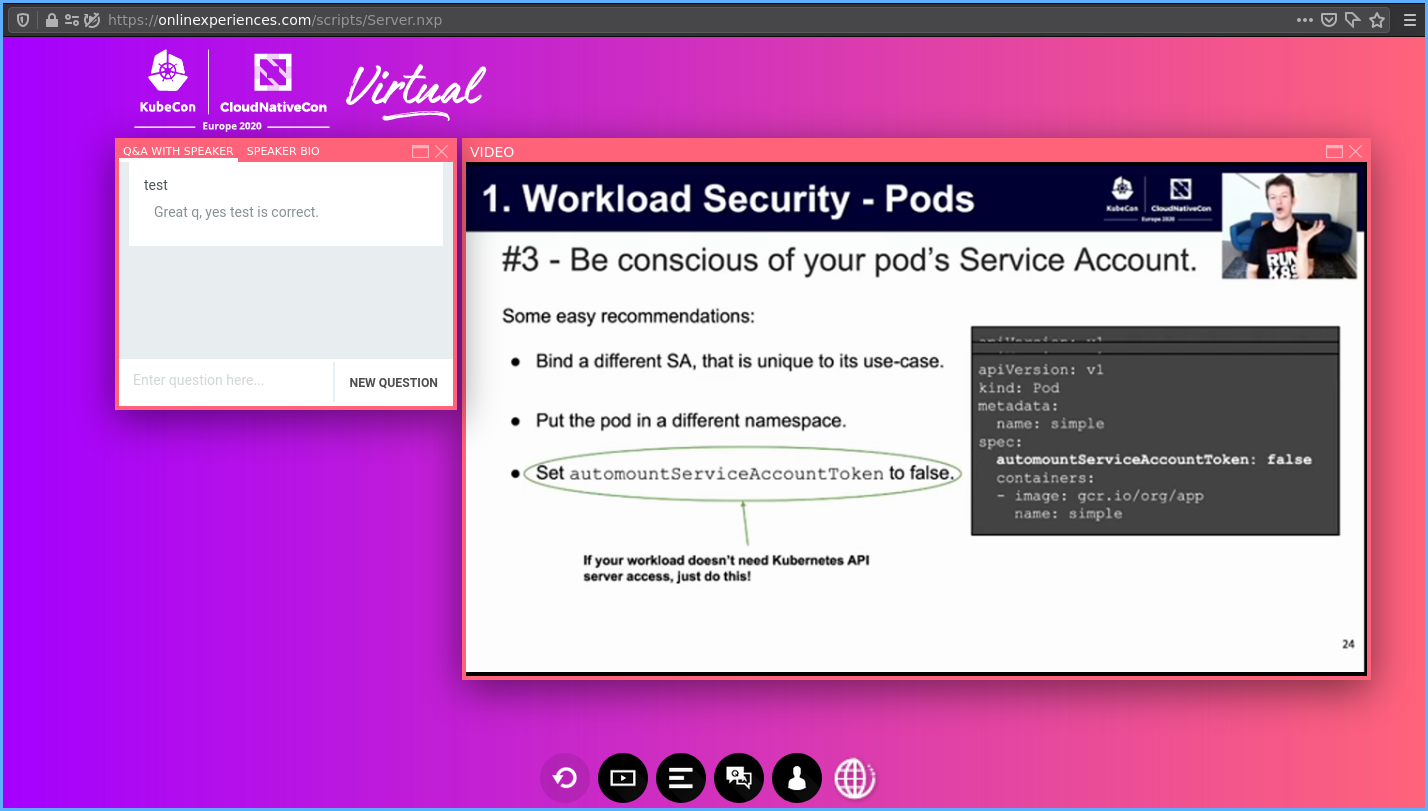 https://onlinexperiences.com/scripts/Server.nxp
KubeCon
CloudNativeCon
Virtual
Europe 2020
Q&A WITH SPEAKER
SPEAKER BIO
test
Great q, yes test is correct.
Enter question here...
NEW QUESTION
VIDEO
1. Workload Security - Pods
KubeCon
CloudNativeCon
Europe 2020
RUN
K8S
#3 - Be conscious of your pod's Service Account.
Some easy recommendations:
● Bind a different SA, that is unique to its use-case.
● Put the pod in a different namespace.
● Set automountServiceAccountToken to false.
If your workload doesn't need Kubernetes API
server access, just do this!
apiVersion: v1
apiVersion: v1
kind: Pod
metadata:
name: simple
spec:
automountServiceAccountToken: false
containers:
- image: gcr.io/org/app
name: simple
24